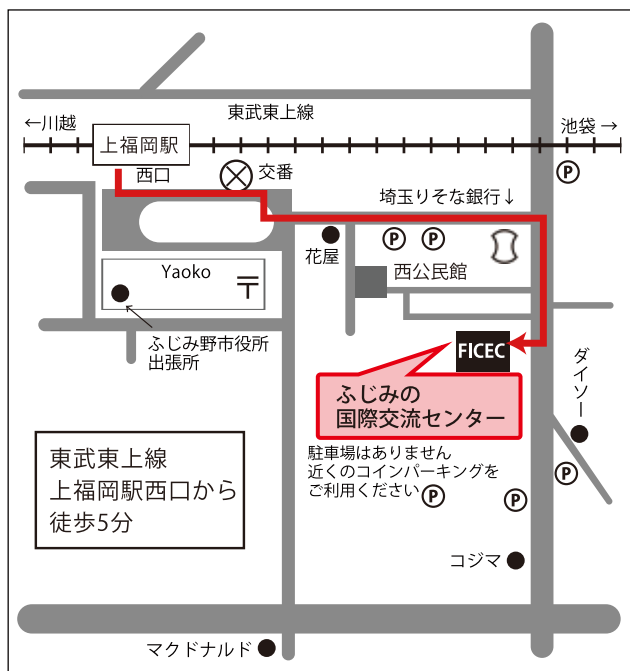 東武東上線
←川越
池袋→
上福岡駅
西口
交番
埼玉りそな銀行↓
P
花屋
P
P
西公民館
Yaoko
〒
ふじみ野市役所
出張所
FICEC
ダイソー
ふじみの
国際交流センター
駐車場はありません
近くのコインパーキングを
ご利用ください
P
P
P
東武東上線
上福岡駅西口から
徒歩5分
コジマ
マクドナルド